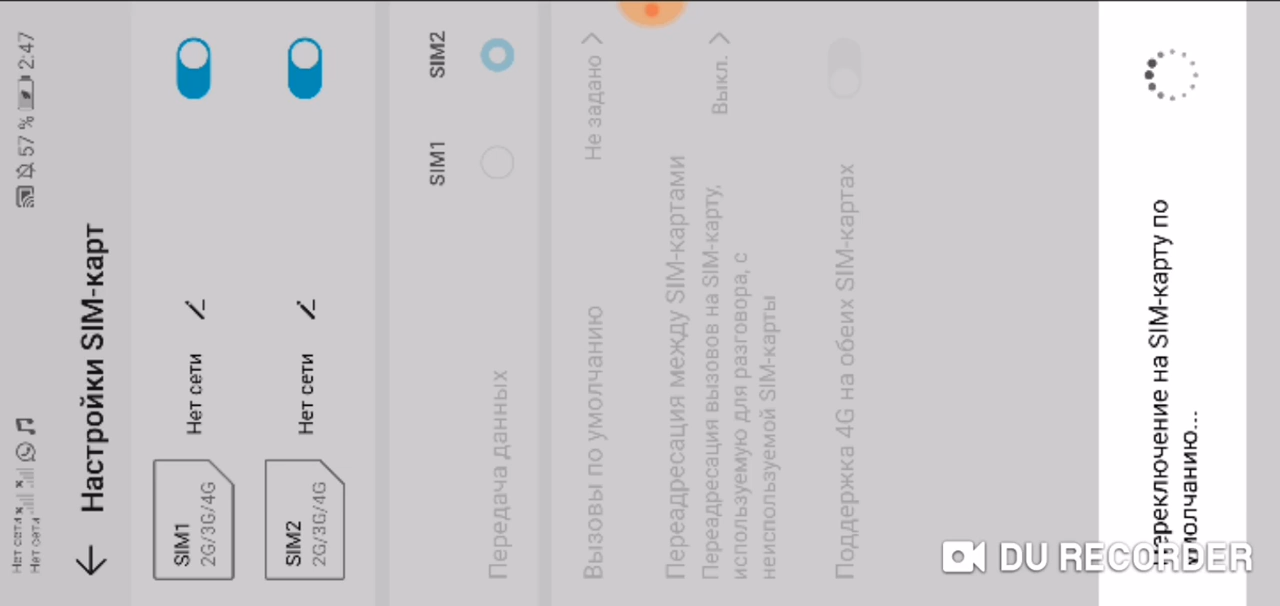 Нет сети
Нет сети
57 %
2:47
Настройки SIM-карт
SIM1
2G/3G/4G
Нет сети
SIM2
2G/3G/4G
Нет сети
SIM1
SIM2
Передача данных
Вызовы по умолчанию
Не задано
Переадресация между SIM-картами
Переадресация вызовов на SIM-карту,
используемую для разговора, с
неиспользуемой SIM-карты
Выкл.
Поддержка 4G на обеих SIM-картах
Переключение на SIM-карту по
умолчанию...
DU RECORDER